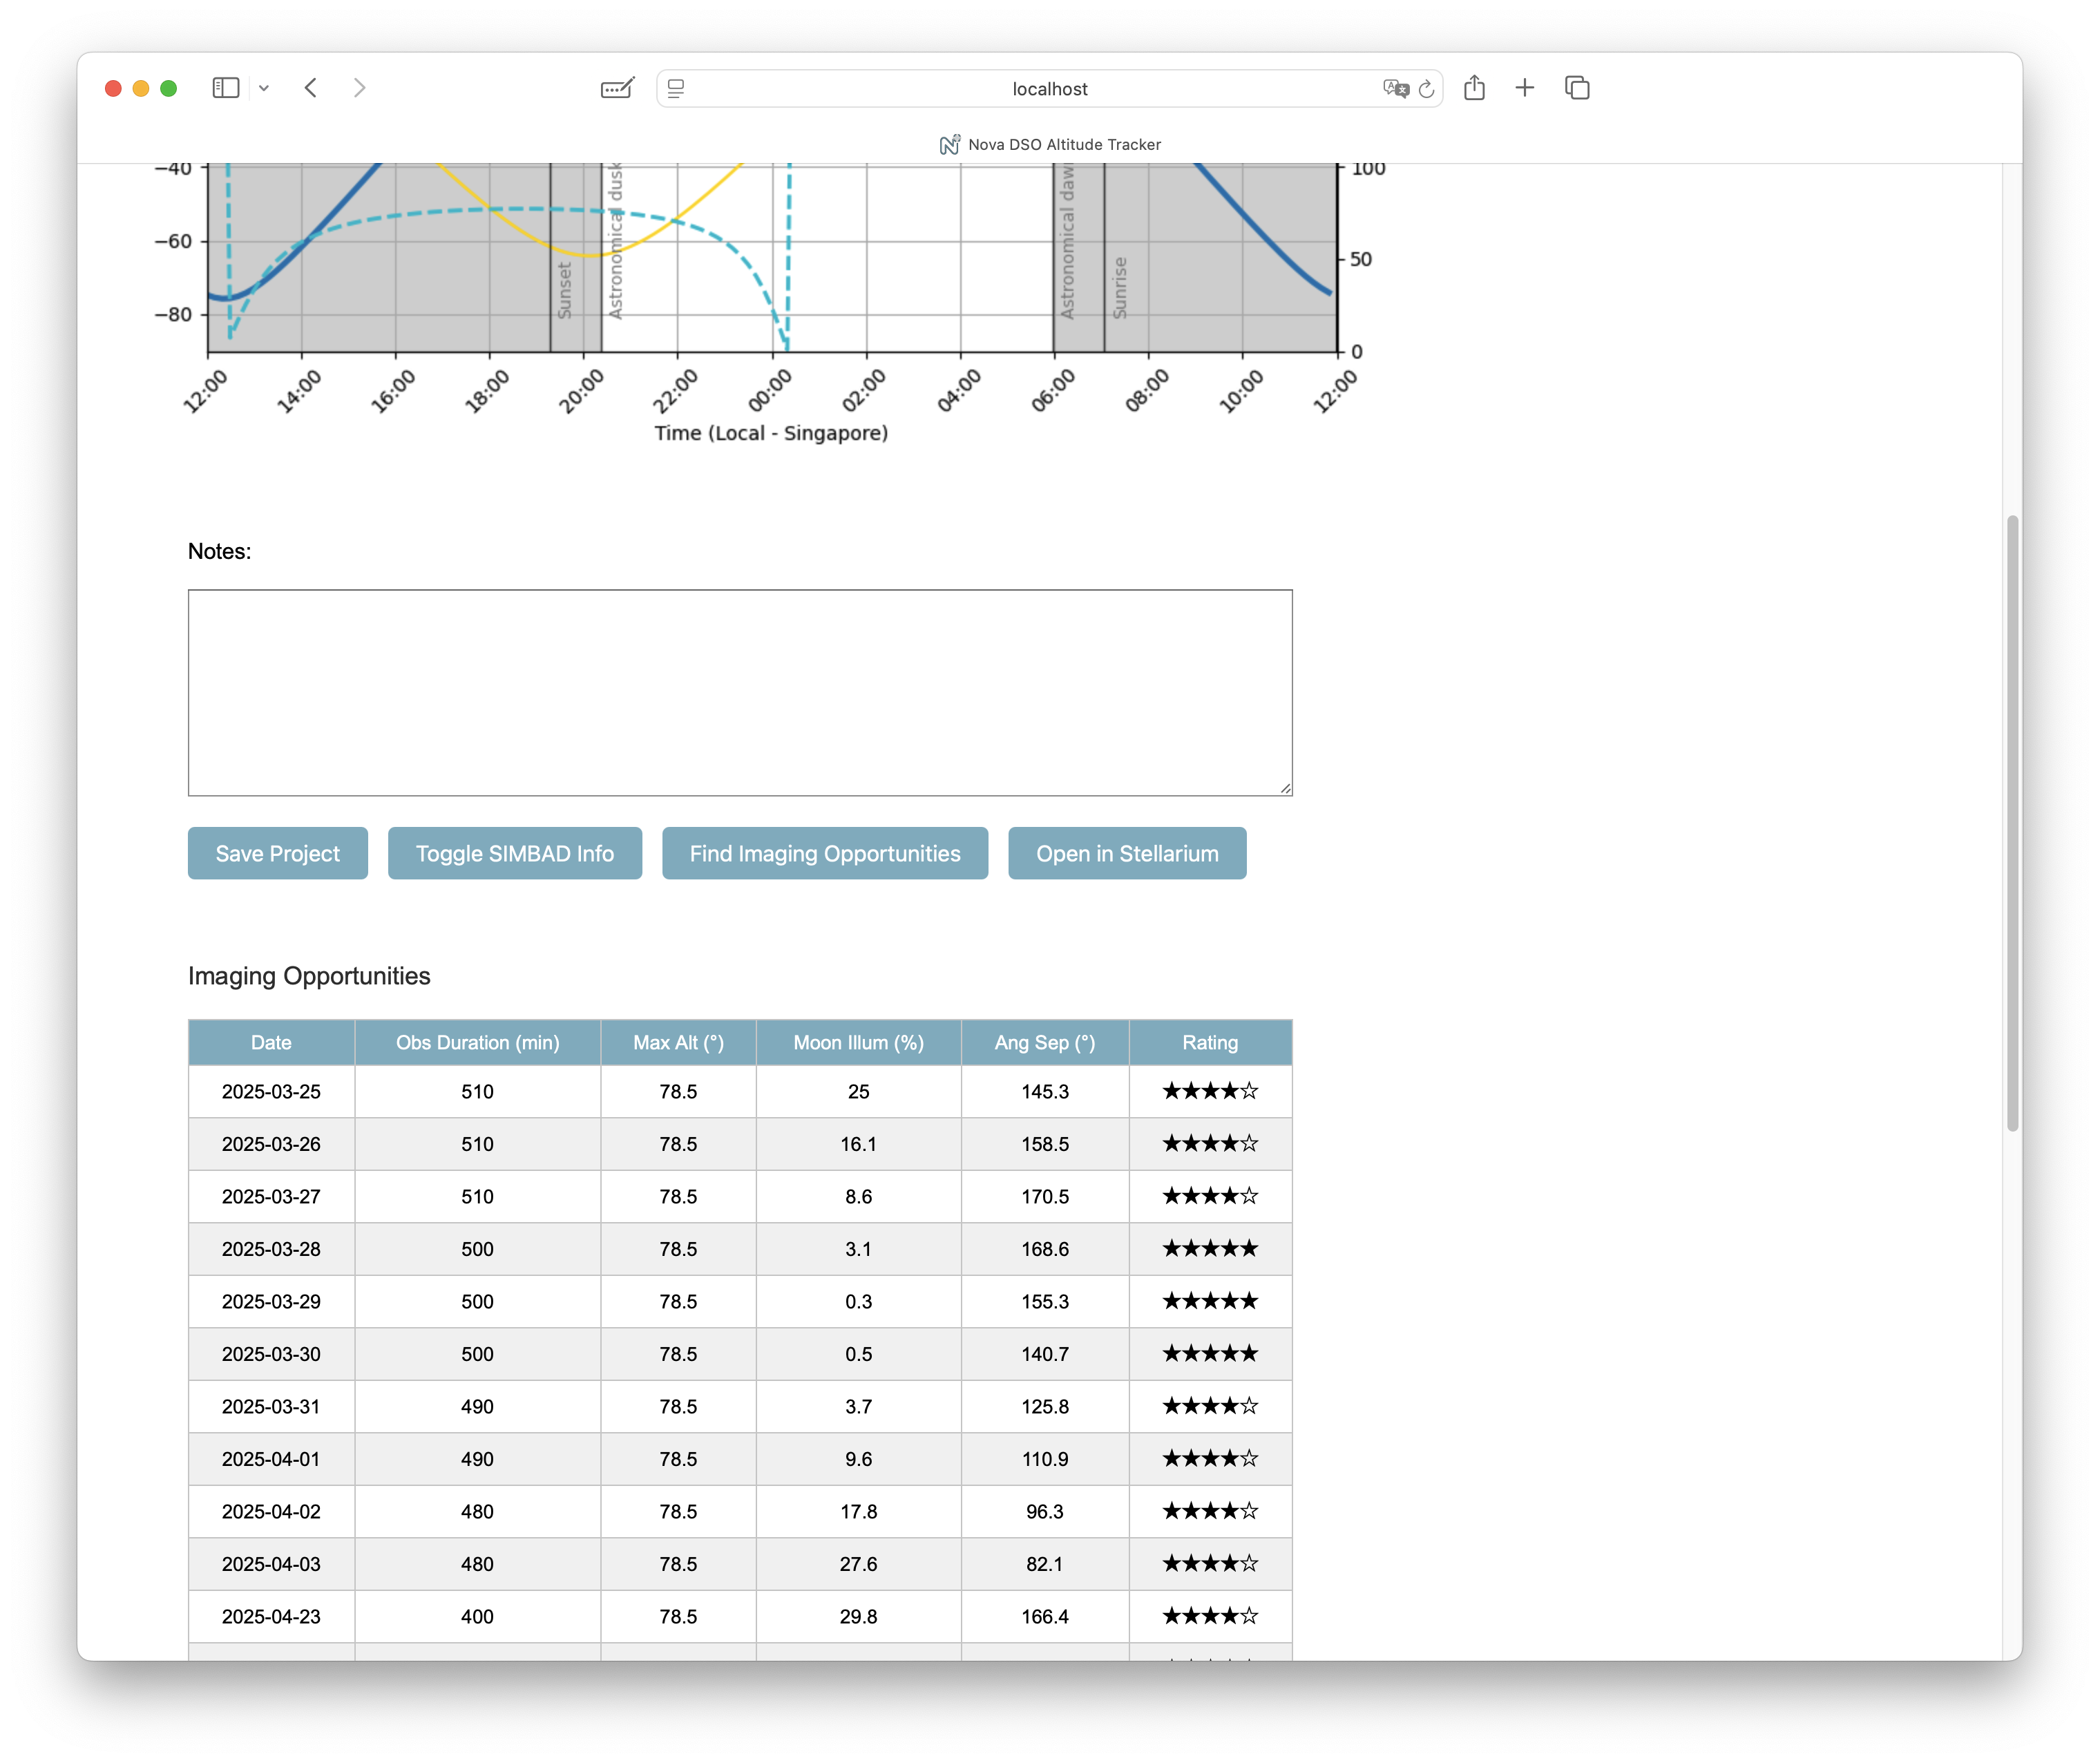 localhost
Nova DSO Altitude Tracker
−40
−60
−80
100
50
0
Sunset
Astronomical dusk
Astronomical daw
Sunrise
12:00 14:00 16:00 18:00 20:00 22:00 00:00 02:00 04:00 06:00 08:00 10:00 12:00
Time (Local - Singapore)
Notes:
Save Project Toggle SIMBAD Info Find Imaging Opportunities Open in Stellarium
Imaging Opportunities
Date Obs Duration (min) Max Alt (°) Moon Illum (%) Ang Sep (°) Rating
2025-03-25 510 78.5 25 145.3 ★★★★☆
2025-03-26 510 78.5 16.1 158.5 ★★★★☆
2025-03-27 510 78.5 8.6 170.5 ★★★★☆
2025-03-28 500 78.5 3.1 168.6 ★★★★★
2025-03-29 500 78.5 0.3 155.3 ★★★★★
2025-03-30 500 78.5 0.5 140.7 ★★★★★
2025-03-31 490 78.5 3.7 125.8 ★★★★☆
2025-04-01 490 78.5 9.6 110.9 ★★★★☆
2025-04-02 480 78.5 17.8 96.3 ★★★★☆
2025-04-03 480 78.5 27.6 82.1 ★★★★☆
2025-04-23 400 78.5 29.8 166.4 ★★★★☆